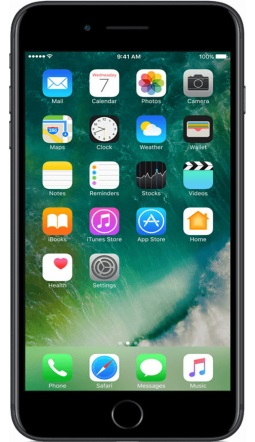 9:41 AM 100%
Wednesday
7
Mail Calendar Photos Camera
280
Maps Clock Weather Wallet
Notes Reminders Stocks Videos
iBooks iTunes Store App Store Home
Health Settings
Phone Safari Messages Music